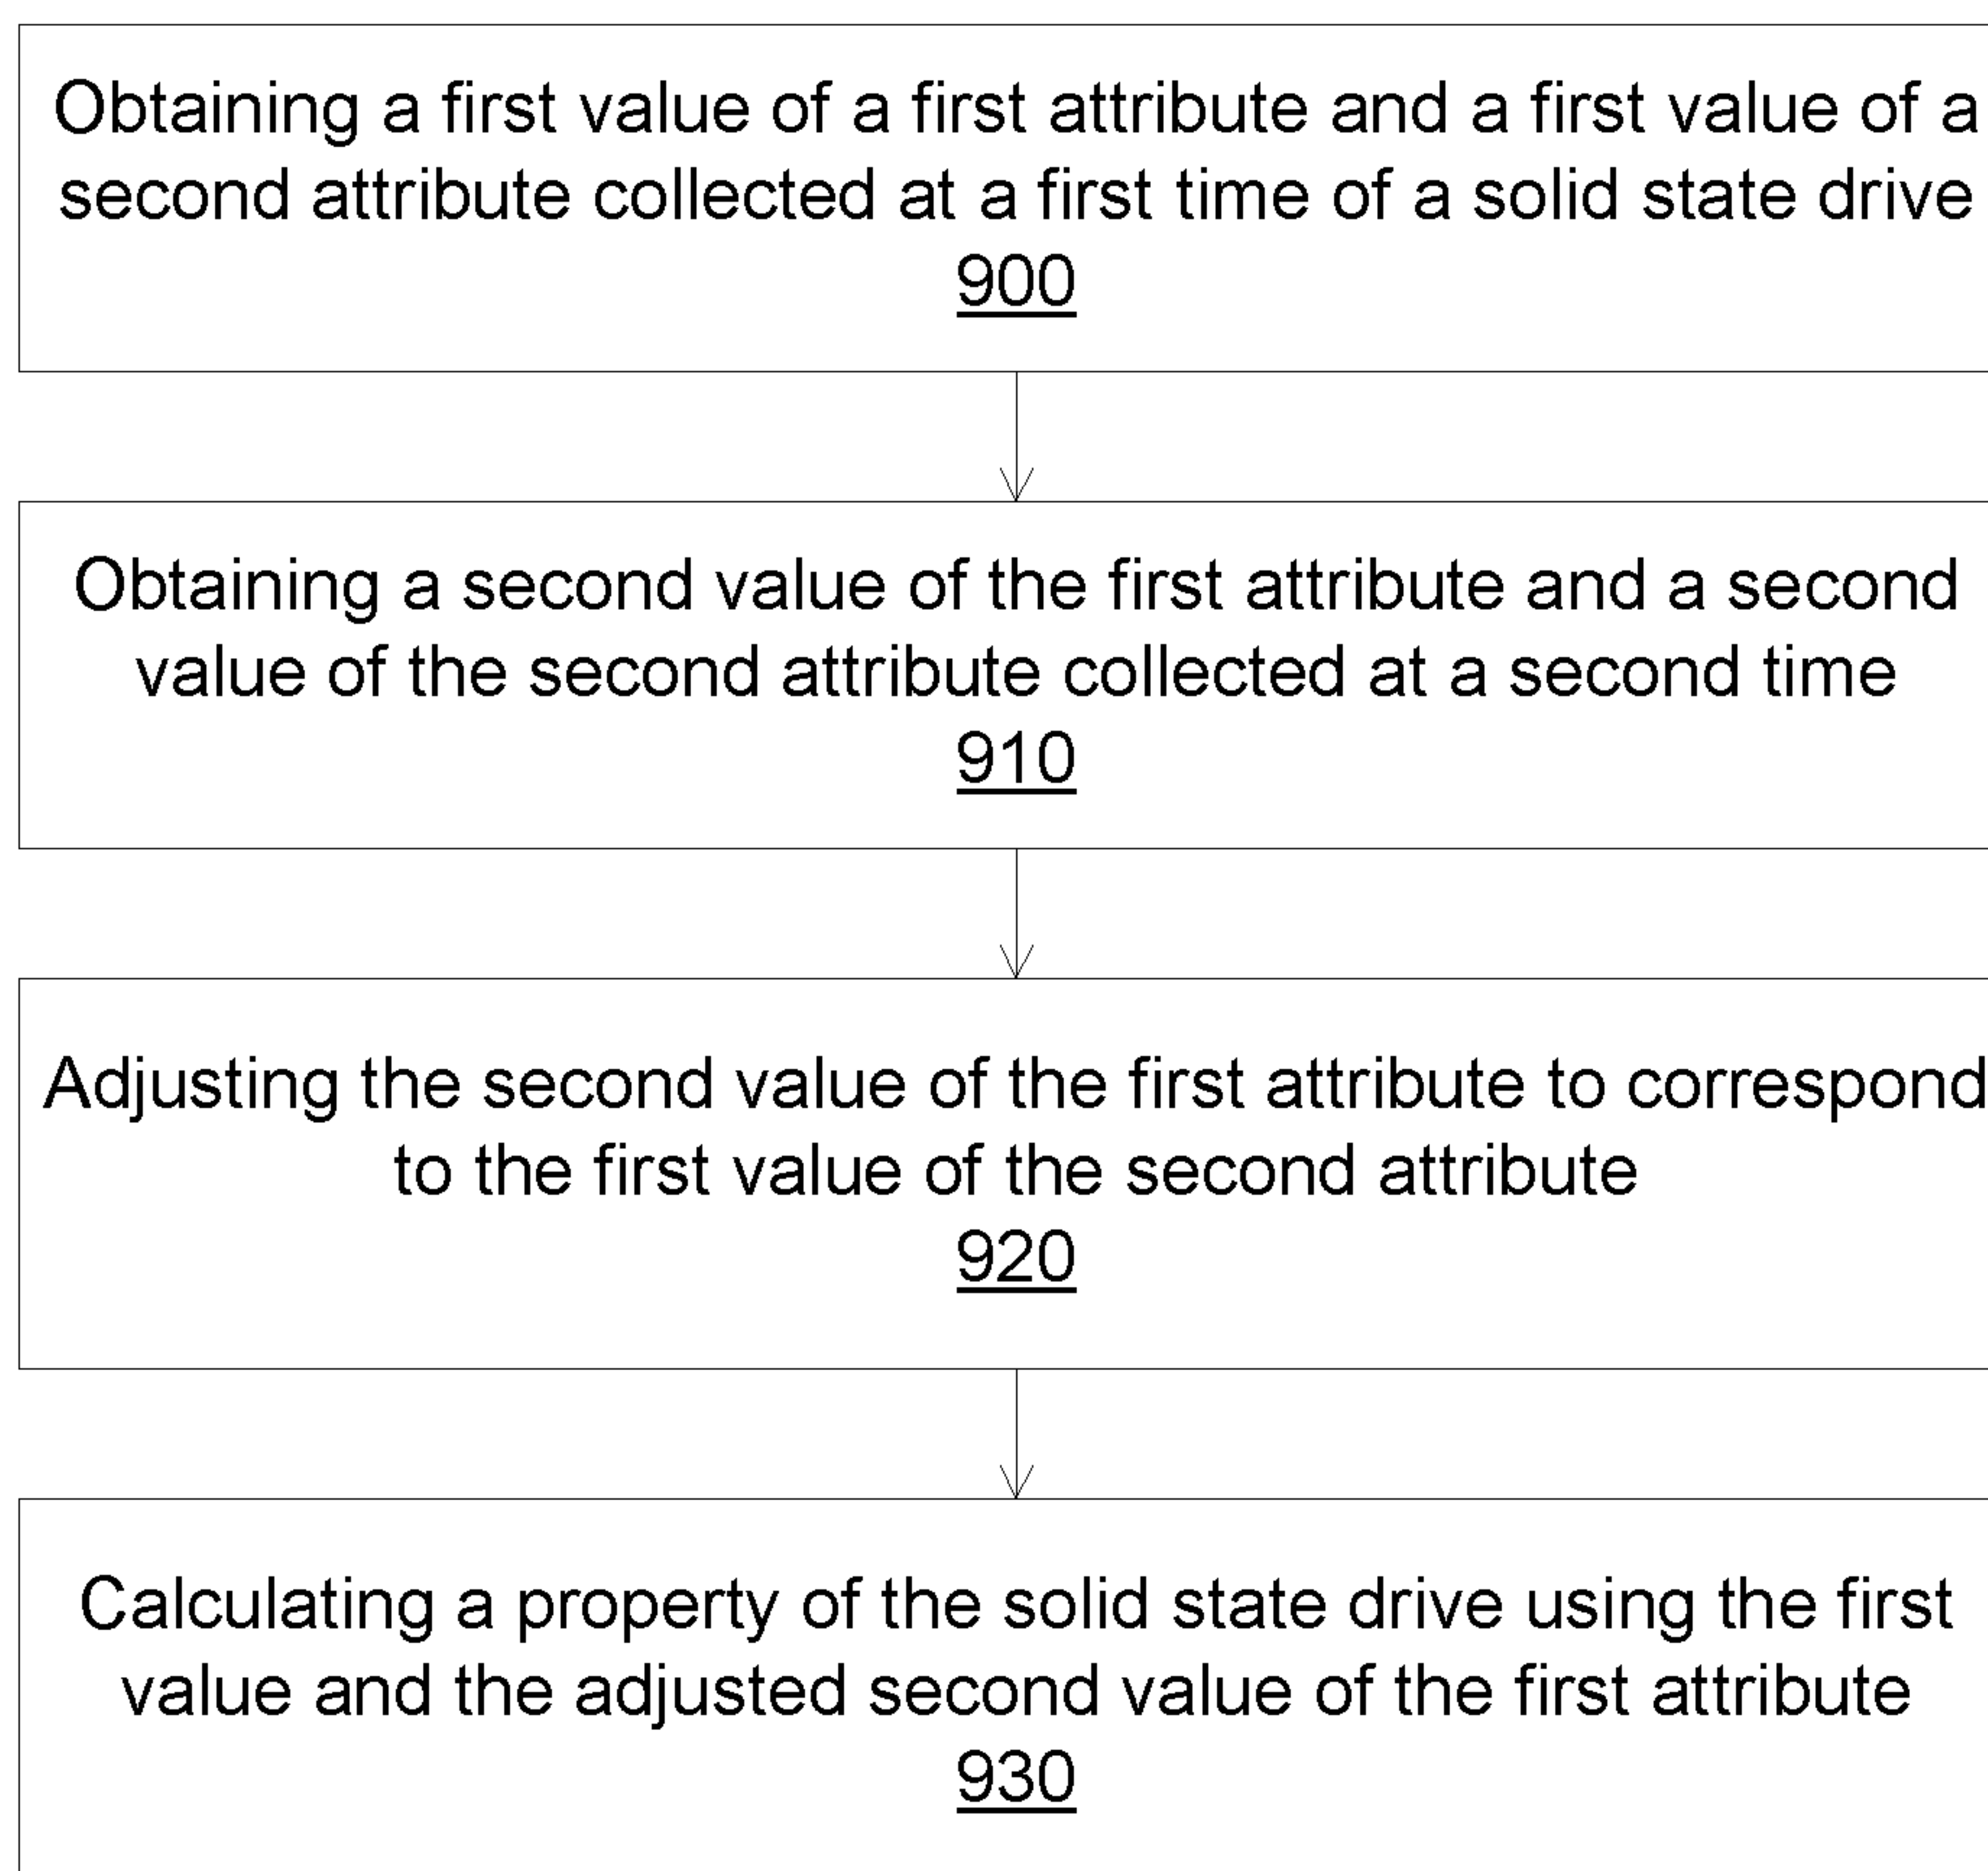 Obtaining a first value of a first attribute and a first value of a
second attribute collected at a first time of a solid state drive
900
Obtaining a second value of the first attribute and a second
value of the second attribute collected at a second time
910
Adjusting the second value of the first attribute to correspond
to the first value of the second attribute
920
Calculating a property of the solid state drive using the first
value and the adjusted second value of the first attribute
930